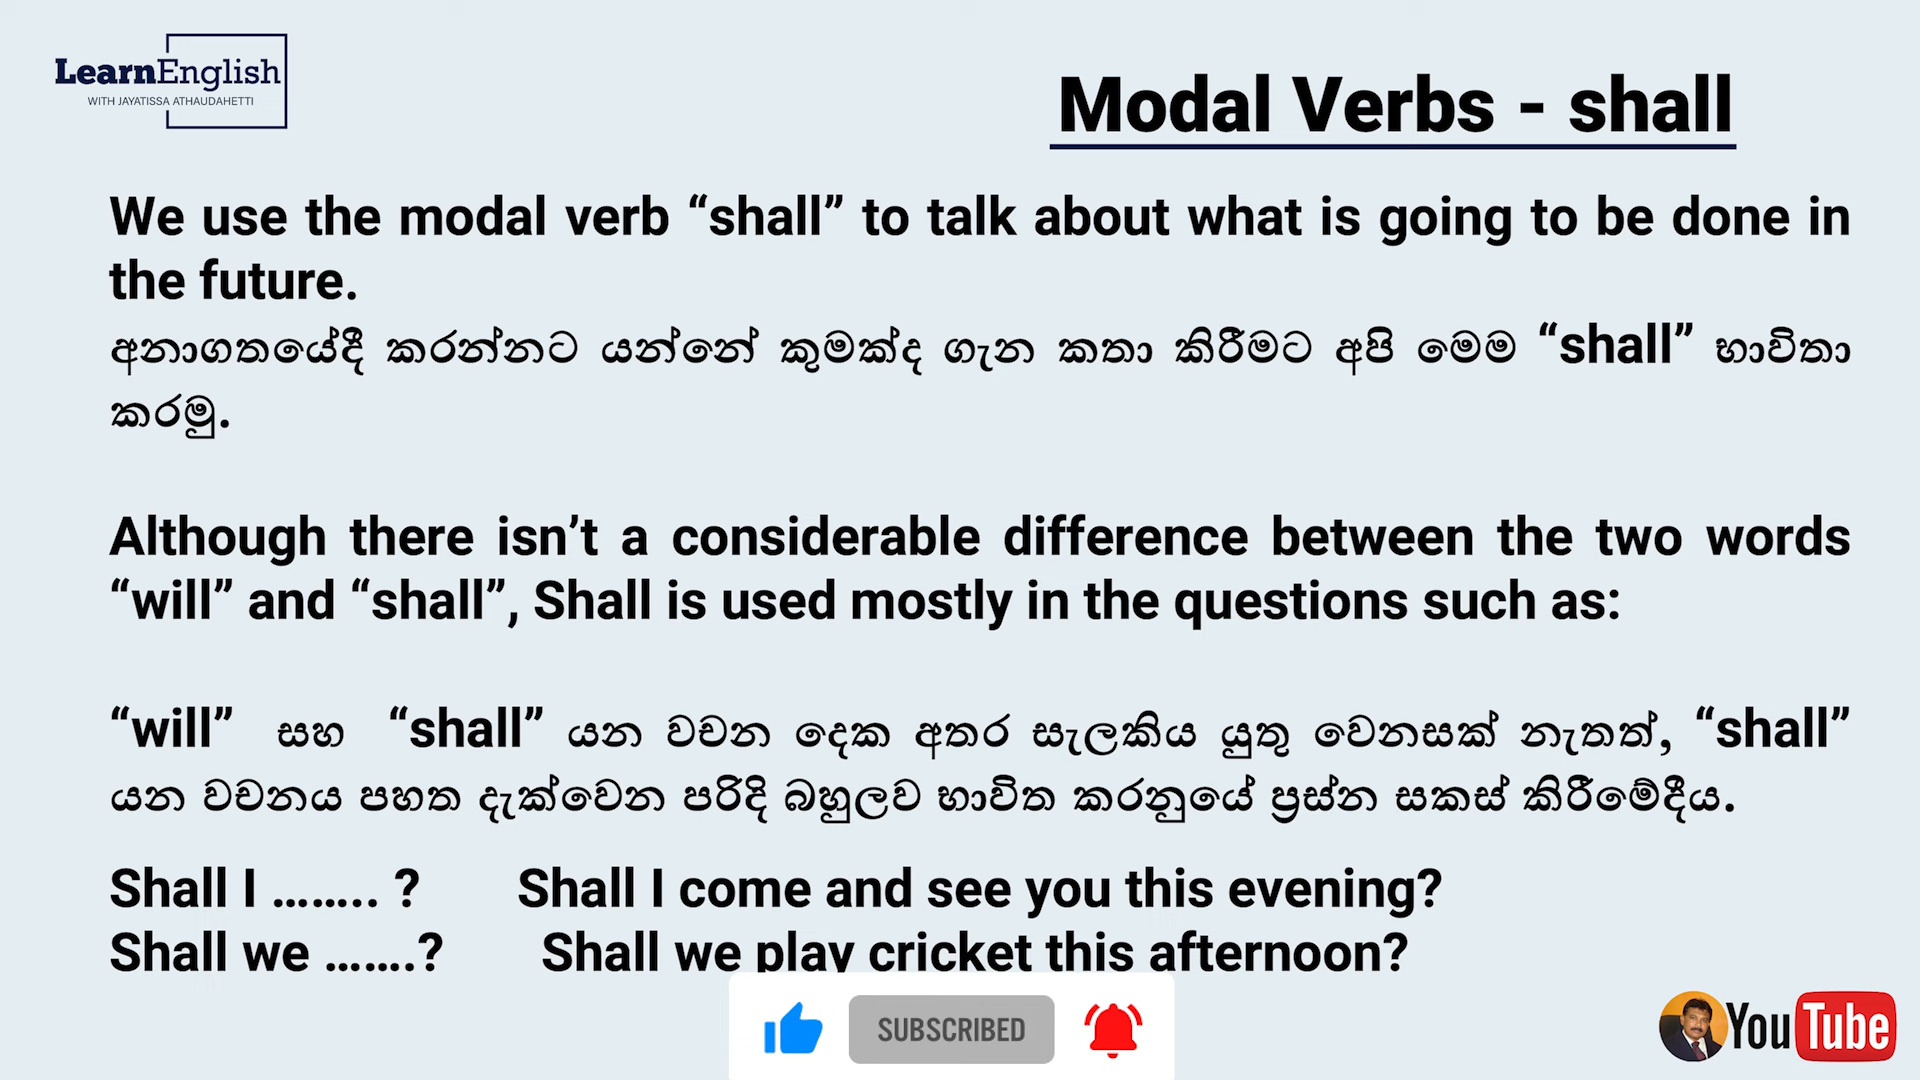 LearnEnglish
WITH JAYATISSA ATHAUDAHETTI
Modal Verbs - shall
We use the modal verb “shall” to talk about what is going to be done in
the future.
අනාගතයේදී කරන්නට යන්නේ කුමක්ද ගැන කතා කිරීමට අපි මෙම “shall” භාවිතා
කරමු.
Although there isn’t a considerable difference between the two words
“will” and “shall”, Shall is used mostly in the questions such as:
“will” සහ “shall” යන වචන දෙක අතර සැලකිය යුතු වෙනසක් නැතත්, “shall”
යන වචනය පහත දැක්වෙන පරිදි බහුලව භාවිත කරනුයේ ප්‍රස්න සකස් කිරීමේදීය.
Shall I …….. ? Shall I come and see you this evening?
Shall we …….? Shall we play cricket this afternoon?
SUBSCRIBED
YouTube